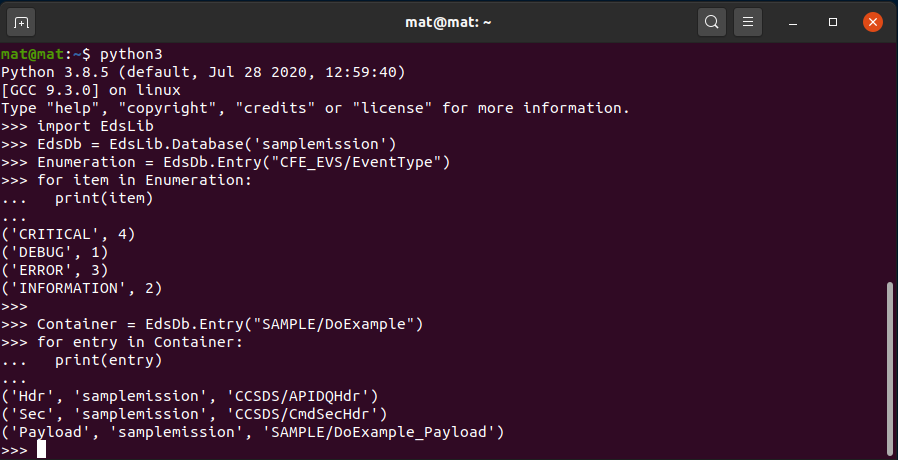 mat@mat: ~
mat@mat:~$ python3
Python 3.8.5 (default, Jul 28 2020, 12:59:40)
[GCC 9.3.0] on linux
Type "help", "copyright", "credits" or "license" for more information.
>>> import EdsLib
>>> EdsDb = EdsLib.Database('samplemission')
>>> Enumeration = EdsDb.Entry("CFE_EVS/EventType")
>>> for item in Enumeration:
...   print(item)
...
('CRITICAL', 4)
('DEBUG', 1)
('ERROR', 3)
('INFORMATION', 2)
>>>
>>> Container = EdsDb.Entry("SAMPLE/DoExample")
>>> for entry in Container:
...   print(entry)
...
('Hdr', 'samplemission', 'CCSDS/APIDQHdr')
('Sec', 'samplemission', 'CCSDS/CmdSecHdr')
('Payload', 'samplemission', 'SAMPLE/DoExample_Payload')
>>>